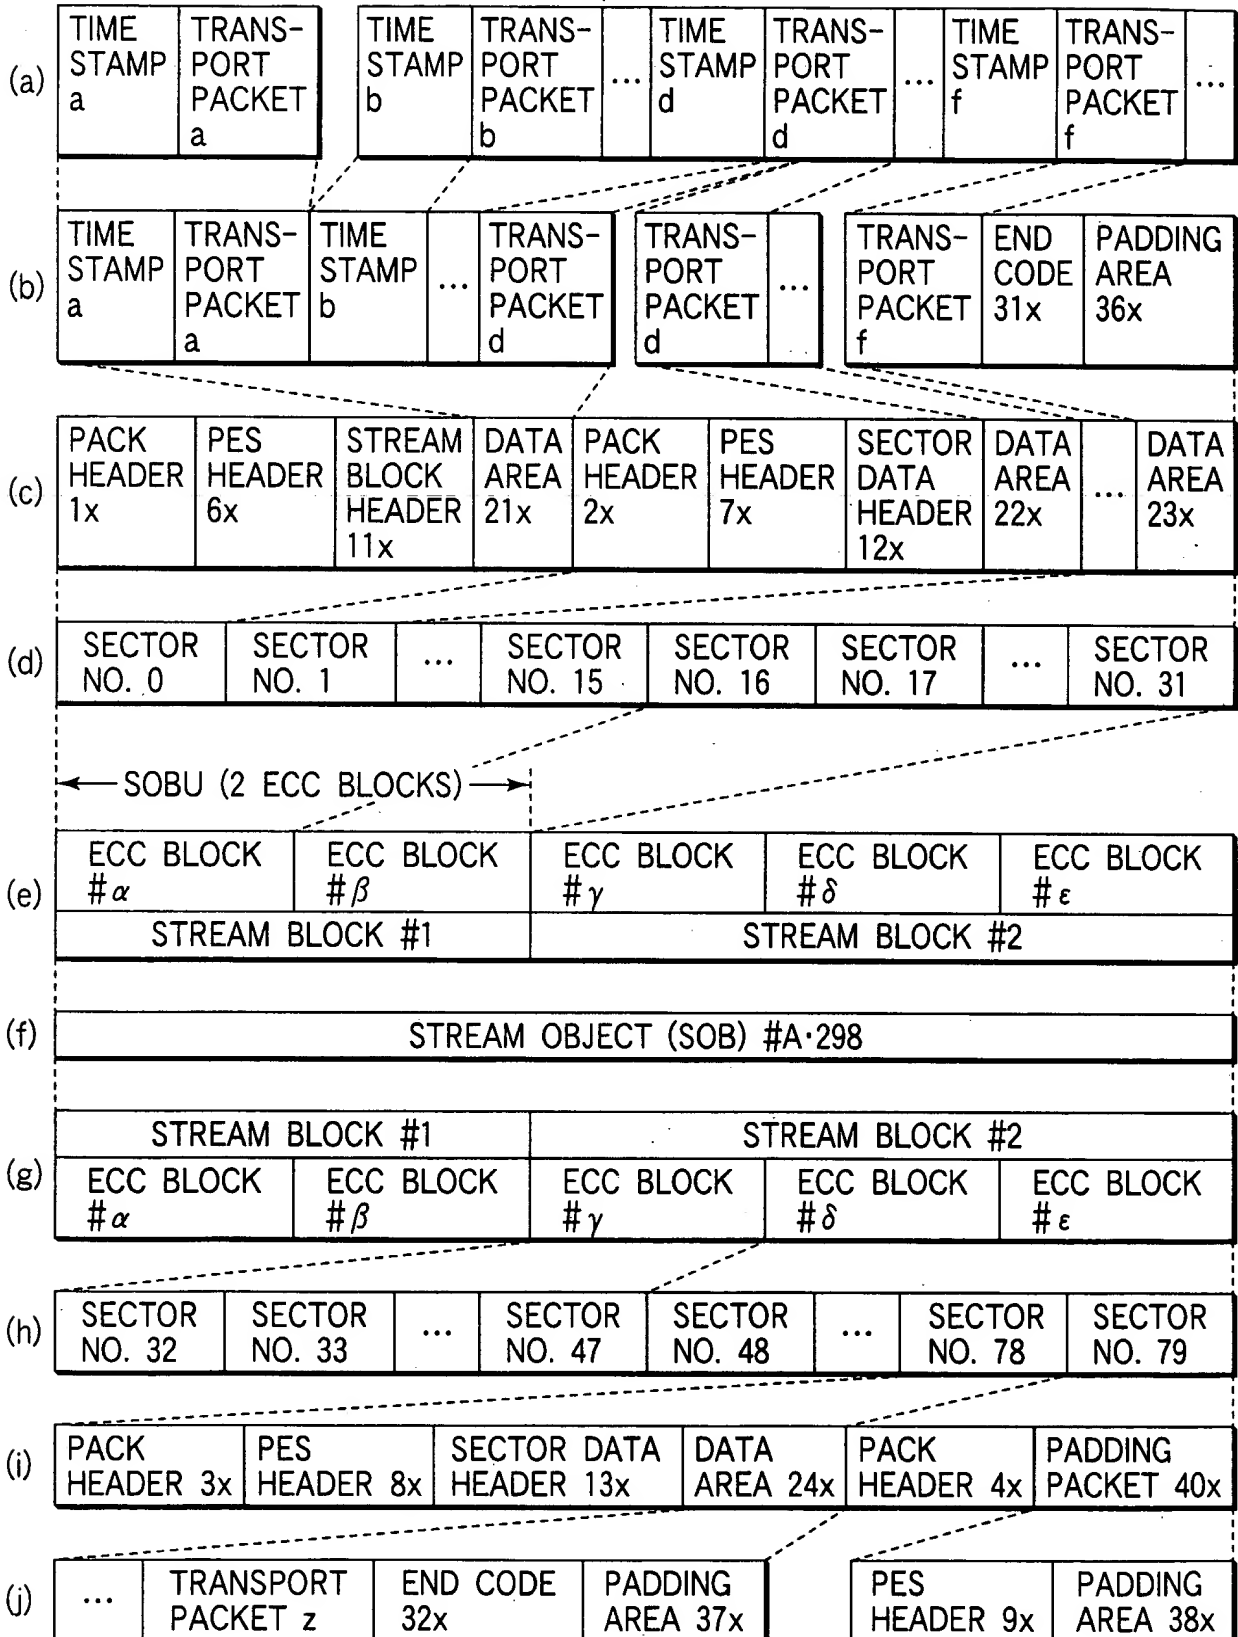 (a)
TIME STAMP a
TRANS- PORT PACKET a
TIME STAMP b
TRANS- PORT PACKET b
...
TIME STAMP d
TRANS- PORT PACKET d
...
TIME STAMP f
TRANS- PORT PACKET f
...
(b)
TIME STAMP a
TRANS- PORT PACKET a
TIME STAMP b
...
TRANS- PORT PACKET d
TRANS- PORT PACKET d
...
TRANS- PORT PACKET f
END CODE 31x
PADDING AREA 36x
(c)
PACK HEADER 1x
PES HEADER 6x
STREAM BLOCK HEADER 11x
DATA AREA 21x
PACK HEADER 2x
PES HEADER 7x
SECTOR DATA HEADER 12x
DATA AREA 22x
...
DATA AREA 23x
(d)
SECTOR NO. 0
SECTOR NO. 1
...
SECTOR NO. 15
SECTOR NO. 16
SECTOR NO. 17
...
SECTOR NO. 31
SOBU (2 ECC BLOCKS)
(e)
ECC BLOCK #α
ECC BLOCK #β
ECC BLOCK #γ
ECC BLOCK #δ
ECC BLOCK #ε
STREAM BLOCK #1
STREAM BLOCK #2
(f)
STREAM OBJECT (SOB) #A·298
(g)
STREAM BLOCK #1
STREAM BLOCK #2
ECC BLOCK #α
ECC BLOCK #β
ECC BLOCK #γ
ECC BLOCK #δ
ECC BLOCK #ε
(h)
SECTOR NO. 32
SECTOR NO. 33
...
SECTOR NO. 47
SECTOR NO. 48
...
SECTOR NO. 78
SECTOR NO. 79
(i)
PACK HEADER 3x
PES HEADER 8x
SECTOR DATA HEADER 13x
DATA AREA 24x
PACK HEADER 4x
PADDING PACKET 40x
(j)
...
TRANSPORT PACKET z
END CODE 32x
PADDING AREA 37x
PES HEADER 9x
PADDING AREA 38x